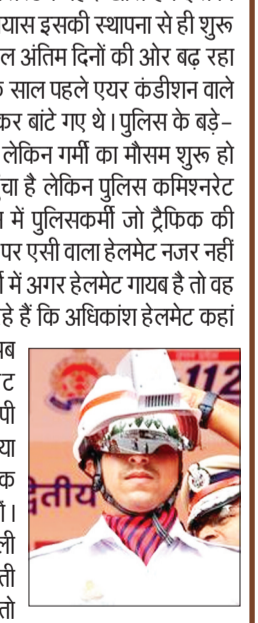 यास इसकी स्थापना से ही शुरू
ल अंतिम दिनों की ओर बढ़ रहा
साल पहले एयर कंडीशन वाले
कर बांटे गए थे। पुलिस के बड़े-
लेकिन गर्मी का मौसम शुरू हो
चा है लेकिन पुलिस कमिश्नरेट
में पुलिसकर्मी जो ट्रैफिक की
पर एसी वाला हेलमेट नजर नहीं
में अगर हेलमेट गायब है तो वह
रहे हैं कि अधिकांश हेलमेट कहां
ब
ट
पी
या
क
ों।
ली
ती
तो
112
द्वितीय